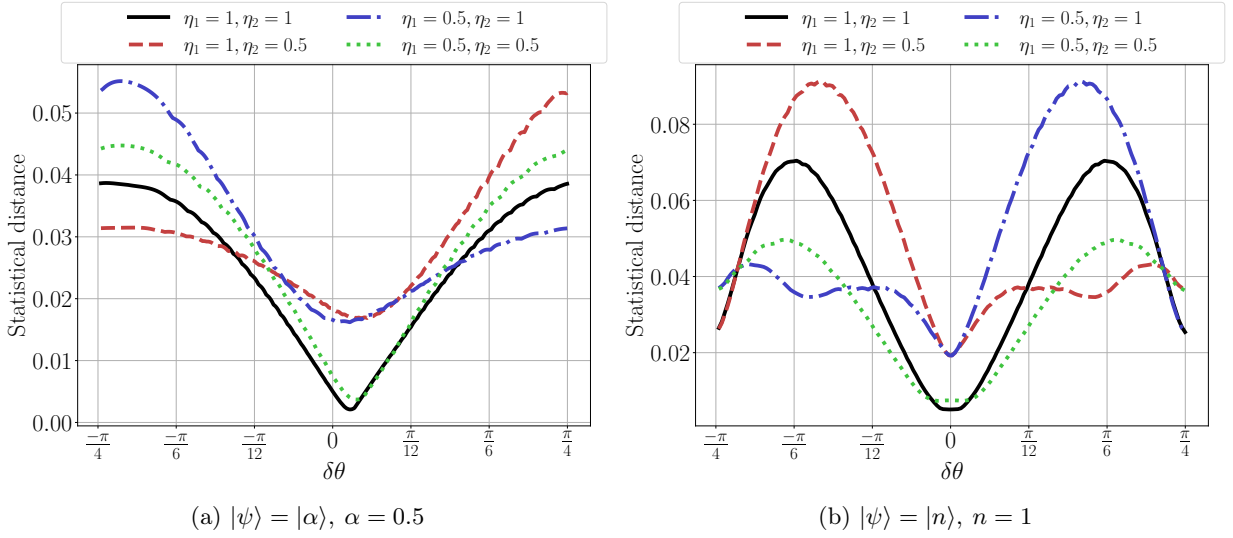 η₁ = 1, η₂ = 1
η₁ = 0.5, η₂ = 1
η₁ = 1, η₂ = 0.5
η₁ = 0.5, η₂ = 0.5
Statistical distance
0.05
0.04
0.03
0.02
0.01
0.00
−π/4 −π/6 −π/12 0 π/12 π/6 π/4
δθ
(a) |ψ⟩ = |α⟩, α = 0.5
η₁ = 1, η₂ = 1
η₁ = 0.5, η₂ = 1
η₁ = 1, η₂ = 0.5
η₁ = 0.5, η₂ = 0.5
Statistical distance
0.08
0.06
0.04
0.02
−π/4 −π/6 −π/12 0 π/12 π/6 π/4
δθ
(b) |ψ⟩ = |n⟩, n = 1